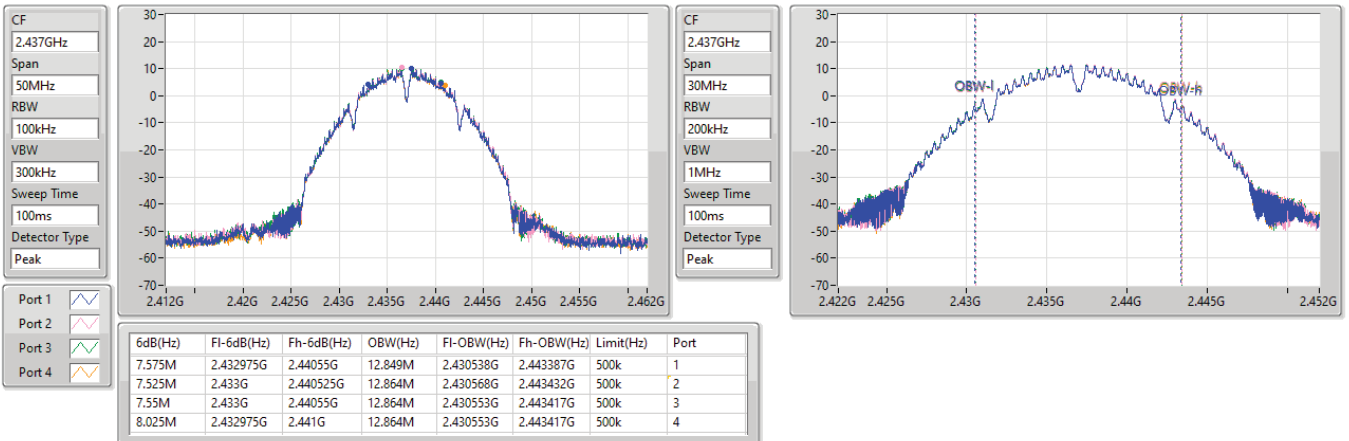 CF
2.437GHz
Span
50MHz
RBW
100kHz
VBW
300kHz
Sweep Time
100ms
Detector Type
Peak
30
20
10
0
-10
-20
-30
-40
-50
-60
-70
2.412G 2.42G 2.425G 2.43G 2.435G 2.44G 2.445G 2.45G 2.455G 2.462G
CF
2.437GHz
Span
30MHz
RBW
200kHz
VBW
1MHz
Sweep Time
100ms
Detector Type
Peak
30
20
10
0
-10
-20
-30
-40
-50
-60
-70
OBW-l OBW-h
2.422G 2.425G 2.43G 2.435G 2.44G 2.445G 2.452G
Port 1
Port 2
Port 3
Port 4
6dB(Hz) Fl-6dB(Hz) Fh-6dB(Hz) OBW(Hz) Fl-OBW(Hz) Fh-OBW(Hz) Limit(Hz) Port
7.575M 2.432975G 2.44055G 12.849M 2.430538G 2.443387G 500k 1
7.525M 2.433G 2.440525G 12.864M 2.430568G 2.443432G 500k 2
7.55M 2.433G 2.44055G 12.864M 2.430553G 2.443417G 500k 3
8.025M 2.432975G 2.441G 12.864M 2.430553G 2.443417G 500k 4